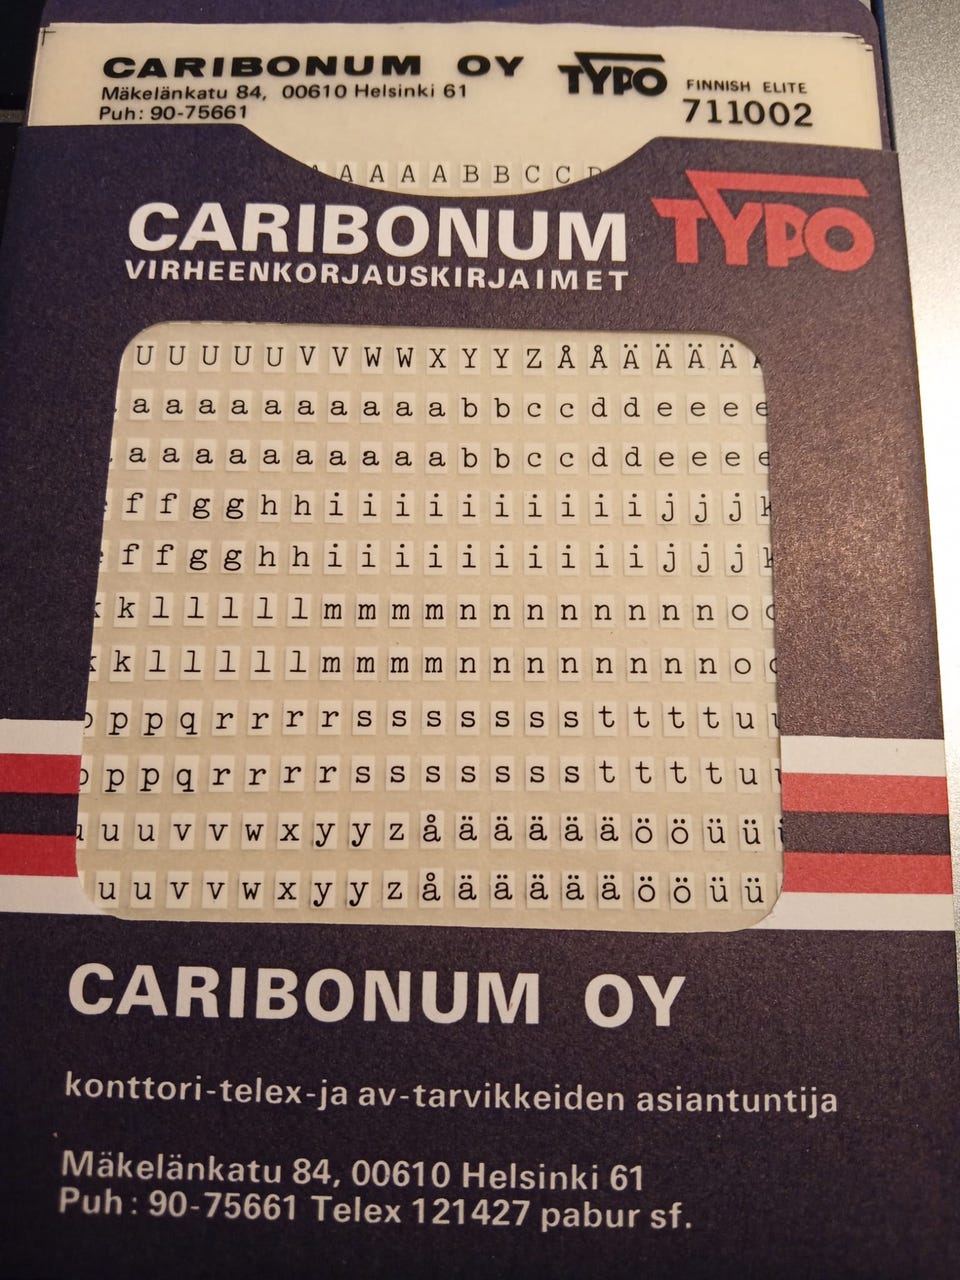 CARIBONUM OY TYPO FINNISH ELITE
Mäkelänkatu 84, 00610 Helsinki 61
Puh: 90-75661 711002
A A A A A B B C C D
CARIBONUM TYPO
VIRHEENKORJAUSKIRJAIMET
U U U U U V V W W X Y Y Z Å Å Ä Ä Ä Ä
a a a a a a a a a a b b c c d d e e e e
a a a a a a a a a a b b c c d d e e e e
f f g g h h i i i i i i i i i i j j j k
f f g g h h i i i i i i i i i i j j j k
k k l l l l l m m m m n n n n n n n n o
k k l l l l l m m m m n n n n n n n n o
p p p q r r r r s s s s s s s t t t t u
p p p q r r r r s s s s s s s t t t t u
u u u v v w x y y z å ä ä ä ä ä ö ö ü ü
u u v v w x y y z å ä ä ä ä ä ö ö ü ü
CARIBONUM OY
konttori-telex-ja av-tarvikkeiden asiantuntija
Mäkelänkatu 84, 00610 Helsinki 61
Puh: 90-75661 Telex 121427 pabur sf.